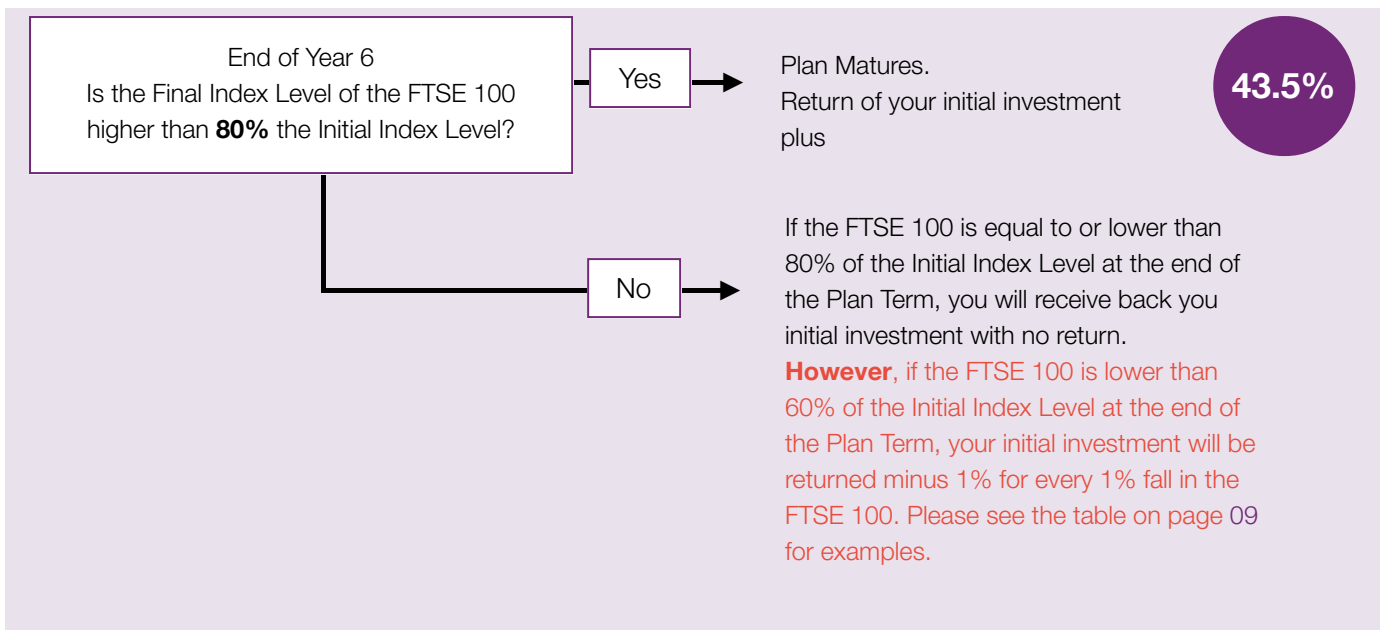 End of Year 6
Is the Final Index Level of the FTSE 100
higher than 80% the Initial Index Level?
Yes
Plan Matures.
Return of your initial investment
plus
43.5%
No
If the FTSE 100 is equal to or lower than
80% of the Initial Index Level at the end of
the Plan Term, you will receive back you
initial investment with no return.
However, if the FTSE 100 is lower than
60% of the Initial Index Level at the end of
the Plan Term, your initial investment will be
returned minus 1% for every 1% fall in the
FTSE 100. Please see the table on page 09
for examples.